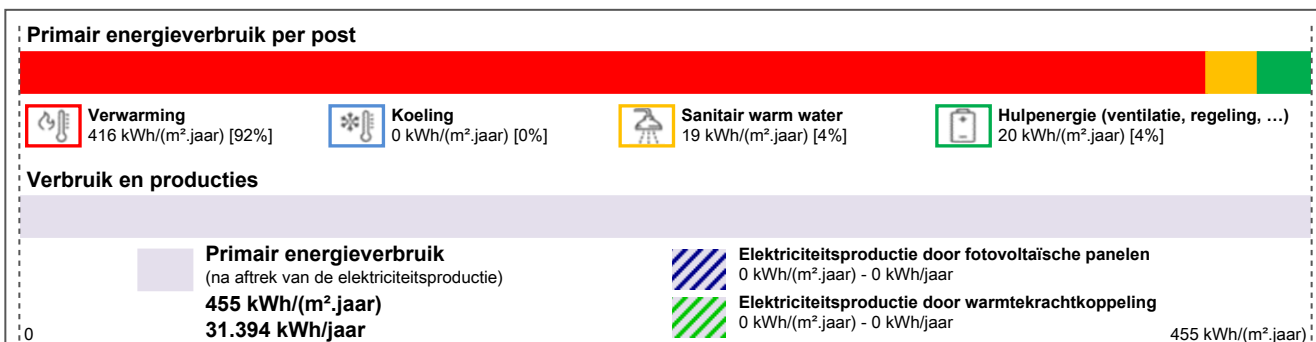 Primair energieverbruik per post
Verwarming
416 kWh/(m².jaar) [92%]
Koeling
0 kWh/(m².jaar) [0%]
Sanitair warm water
19 kWh/(m².jaar) [4%]
Hulpenergie (ventilatie, regeling, …)
20 kWh/(m².jaar) [4%]
Verbruik en producties
Primair energieverbruik
(na aftrek van de elektriciteitsproductie)
455 kWh/(m².jaar)
31.394 kWh/jaar
Elektriciteitsproductie door fotovoltaïsche panelen
0 kWh/(m².jaar) - 0 kWh/jaar
Elektriciteitsproductie door warmtekrachtkoppeling
0 kWh/(m².jaar) - 0 kWh/jaar
0
455 kWh/(m².jaar)